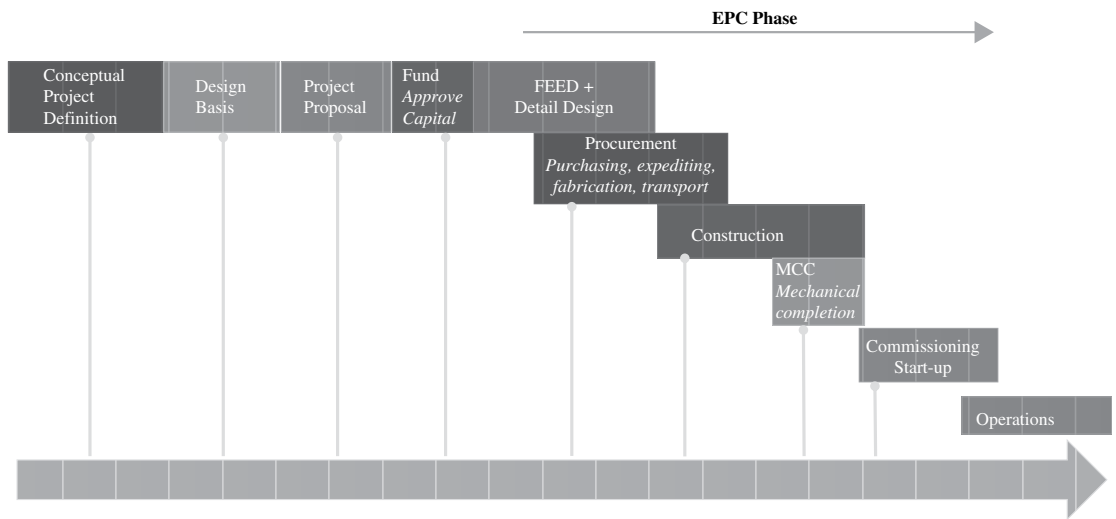 EPC Phase
Conceptual
Project
Definition
Design
Basis
Project
Proposal
Fund
Approve
Capital
FEED +
Detail Design
Procurement
Purchasing, expediting,
fabrication, transport
Construction
MCC
Mechanical
completion
Commissioning
Start-up
Operations